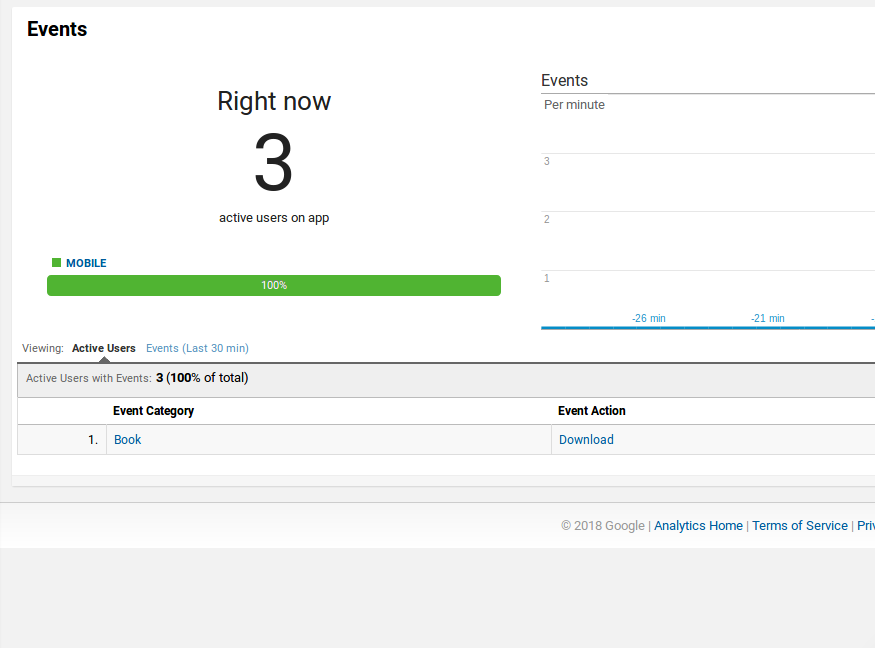 Events
Right now
3
active users on app
MOBILE
100%
Events
Per minute
3
2
1
-26 min -21 min
Viewing: Active Users Events (Last 30 min)
Active Users with Events: 3 (100% of total)
Event Category Event Action
1. Book Download
© 2018 Google | Analytics Home | Terms of Service |